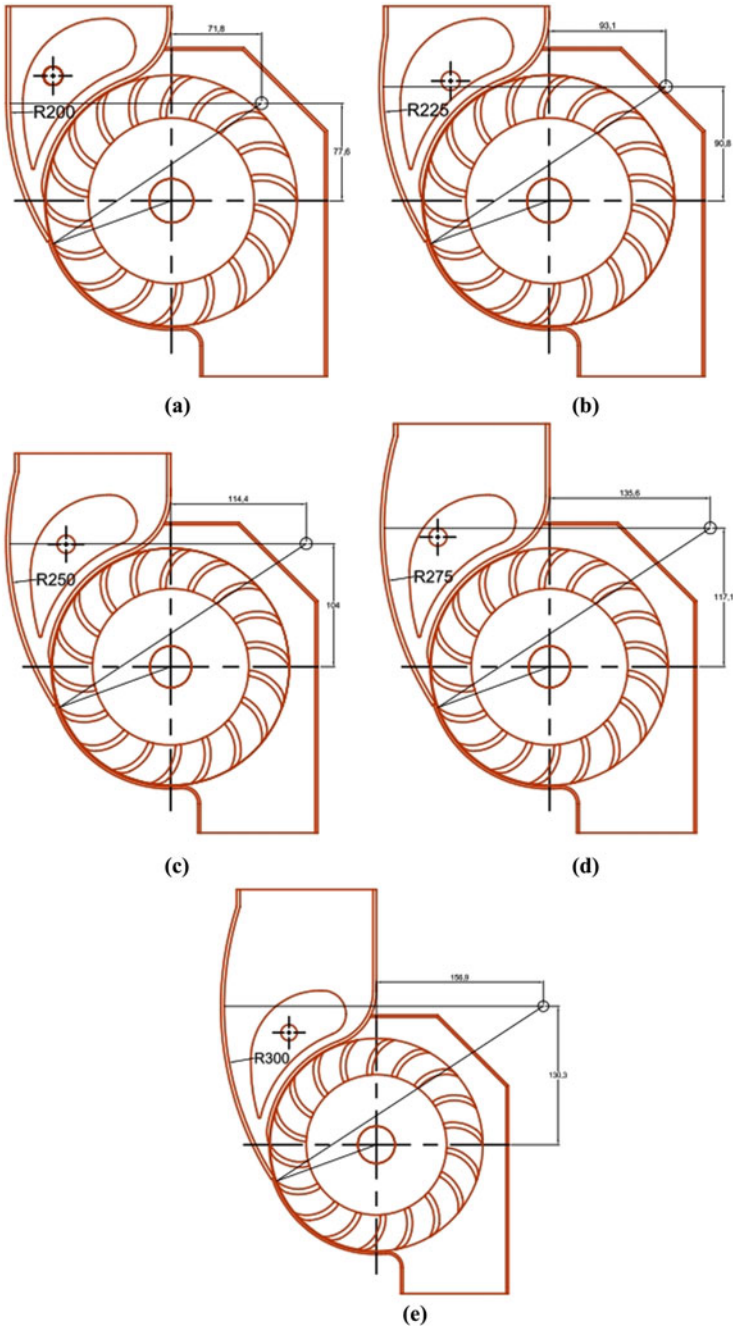 71,8
R200
77,6
(a)
93,1
R225
90,8
(b)
114,4
R250
104
(c)
135,6
R275
117,1
(d)
156,9
R300
130,3
(e)